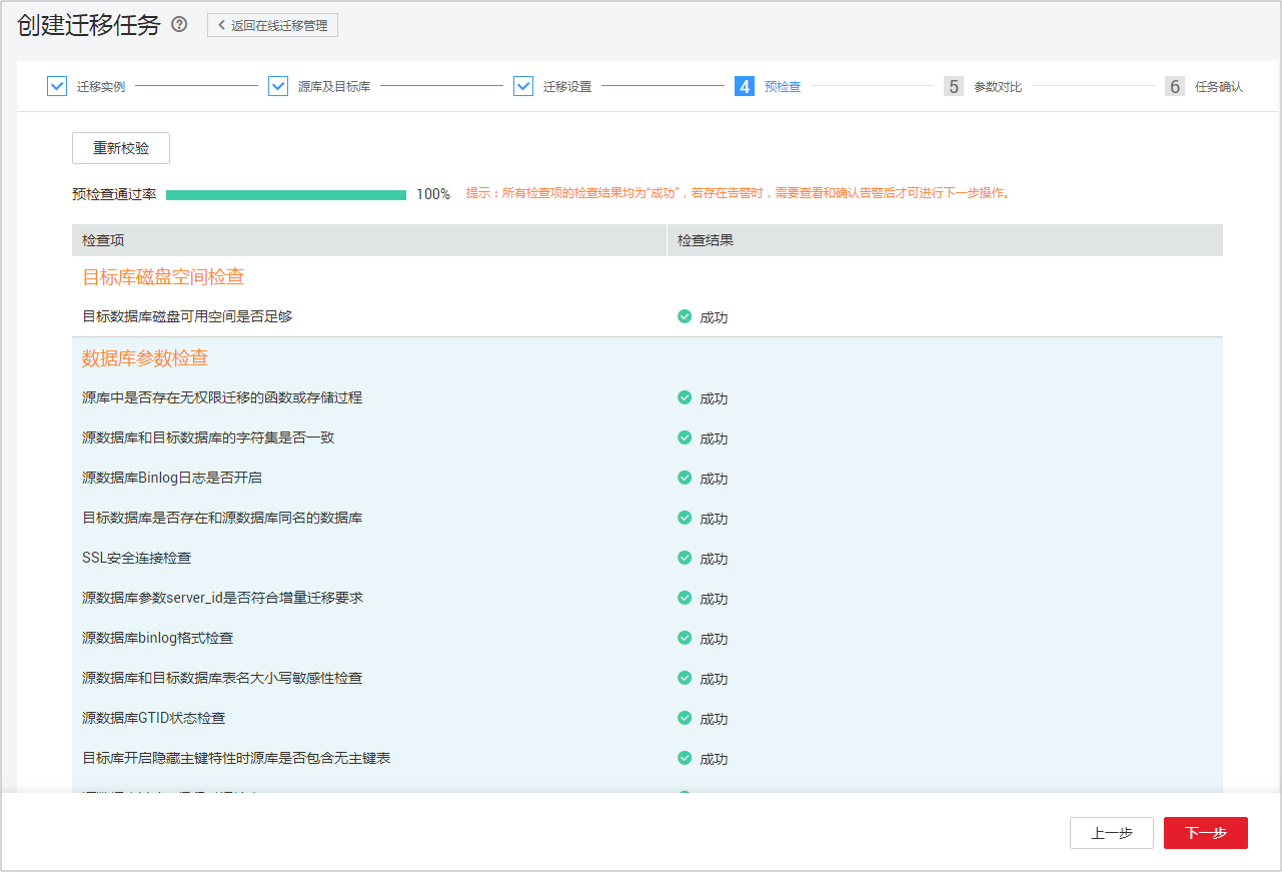 创建迁移任务 ? 返回在线迁移管理
迁移实例 源库及目标库 迁移设置 4 预检查 5 参数对比 6 任务确认
重新校验
预检查通过率 100% 提示：所有检查项的检查结果均为“成功”，若存在告警时，需要查看和确认告警后才可进行下一步操作。
检查项 检查结果
目标库磁盘空间检查
目标数据库磁盘可用空间是否足够 成功
数据库参数检查
源库中是否存在无权限迁移的函数或存储过程 成功
源数据库和目标数据库的字符集是否一致 成功
源数据库Binlog日志是否开启 成功
目标数据库是否存在和源数据库同名的数据库 成功
SSL安全连接检查 成功
源数据库参数server_id是否符合增量迁移要求 成功
源数据库binlog格式检查 成功
源数据库和目标数据库表名大小写敏感性检查 成功
源数据库GTID状态检查 成功
目标库开启隐藏主键特性时源库是否包含无主键表 成功
上一步 下一步